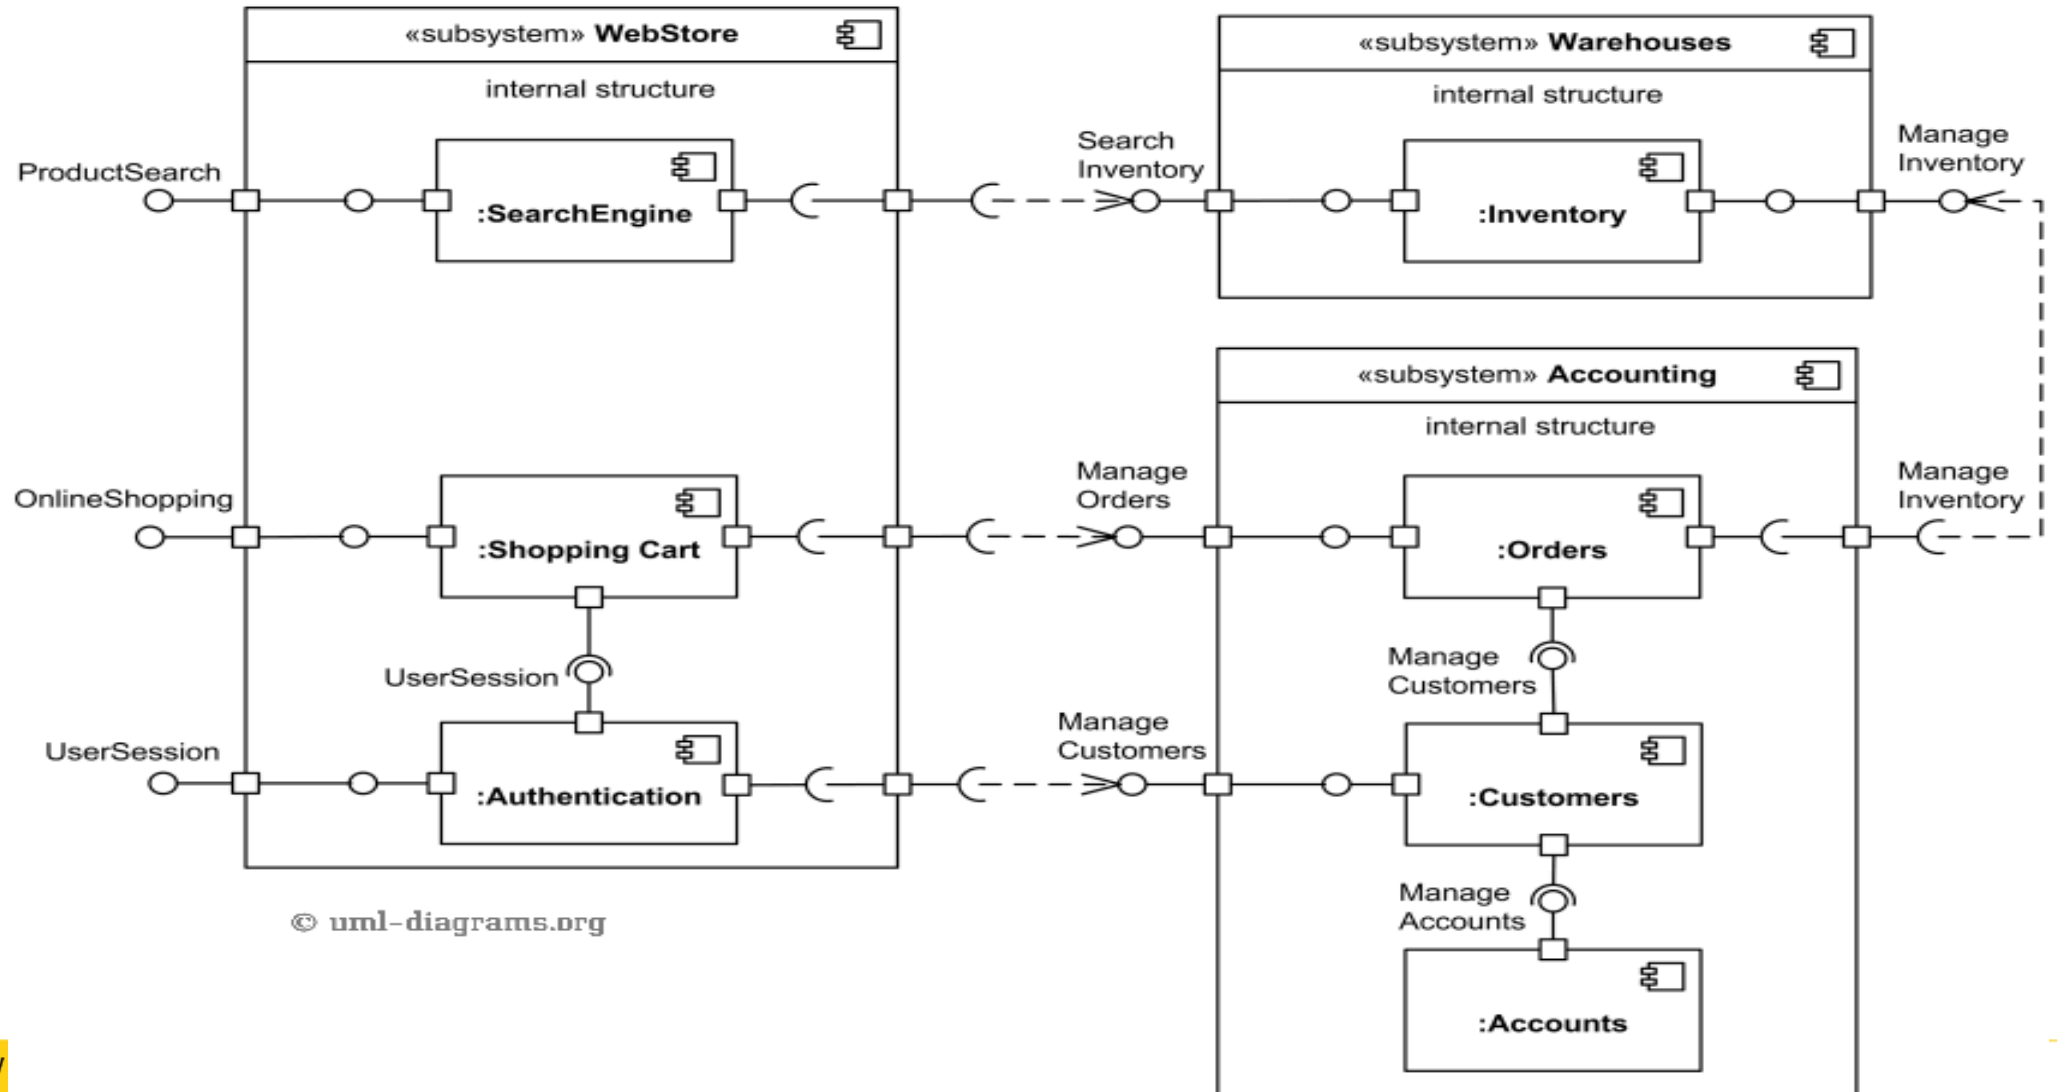 «subsystem» WebStore
internal structure
ProductSearch
:SearchEngine
OnlineShopping
:Shopping Cart
UserSession
UserSession
:Authentication
© uml-diagrams.org
«subsystem» Warehouses
internal structure
Search
Inventory
:Inventory
Manage
Inventory
«subsystem» Accounting
internal structure
Manage
Orders
:Orders
Manage
Inventory
Manage
Customers
Manage
Customers
:Customers
Manage
Accounts
:Accounts